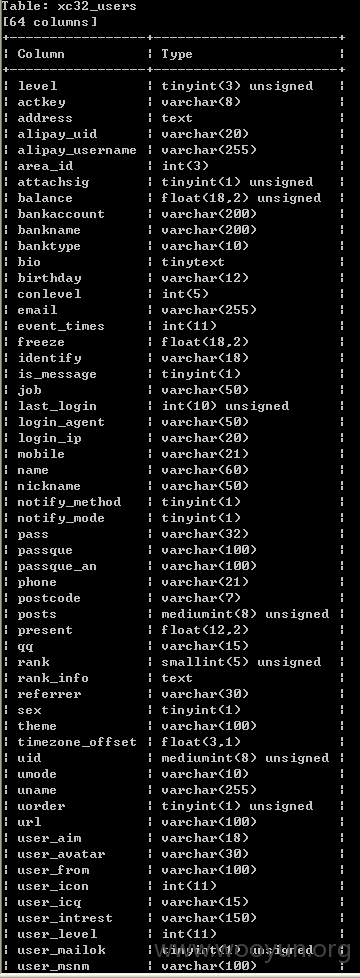 Table: xc32_users
[64 columns]
+-----------------+-----------------------+
| Column | Type |
+-----------------+-----------------------+
| level | tinyint(3) unsigned |
| actkey | varchar(8) |
| address | text |
| alipay_uid | varchar(20) |
| alipay_username | varchar(255) |
| area_id | int(3) |
| attachsig | tinyint(1) unsigned |
| balance | float(18,2) unsigned |
| bankaccount | varchar(200) |
| bankname | varchar(200) |
| banktype | varchar(10) |
| bio | tinytext |
| birthday | varchar(12) |
| conlevel | int(5) |
| email | varchar(255) |
| event_times | int(11) |
| freeze | float(18,2) |
| identify | varchar(18) |
| is_message | tinyint(1) |
| job | varchar(50) |
| last_login | int(10) unsigned |
| login_agent | varchar(50) |
| login_ip | varchar(20) |
| mobile | varchar(21) |
| name | varchar(60) |
| nickname | varchar(50) |
| notify_method | tinyint(1) |
| notify_mode | tinyint(1) |
| pass | varchar(32) |
| passque | varchar(100) |
| passque_an | varchar(100) |
| phone | varchar(21) |
| postcode | varchar(7) |
| posts | mediumint(8) unsigned |
| present | float(12,2) |
| qq | varchar(15) |
| rank | smallint(5) unsigned |
| rank_info | text |
| referrer | varchar(30) |
| sex | tinyint(1) |
| theme | varchar(100) |
| timezone_offset | float(3,1) |
| uid | mediumint(8) unsigned |
| umode | varchar(10) |
| uname | varchar(255) |
| uorder | tinyint(1) unsigned |
| url | varchar(100) |
| user_aim | varchar(18) |
| user_avatar | varchar(30) |
| user_from | varchar(100) |
| user_icon | int(11) |
| user_icq | varchar(15) |
| user_intrest | varchar(150) |
| user_level | int(11) |
| user_mailok | tinyint(1) unsigned |
| user_msnm | varchar(100) |
www.wooyun.org